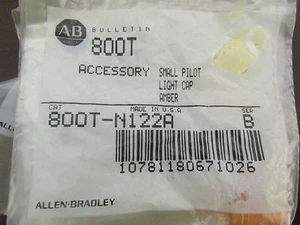 AB BULLETIN
800T
ACCESSORY SMALL PILOT
LIGHT CAP
AMBER
CAT MADE IN U.S.A. SER
800T-N122A B
10781180671026
ALLEN-BRADLEY